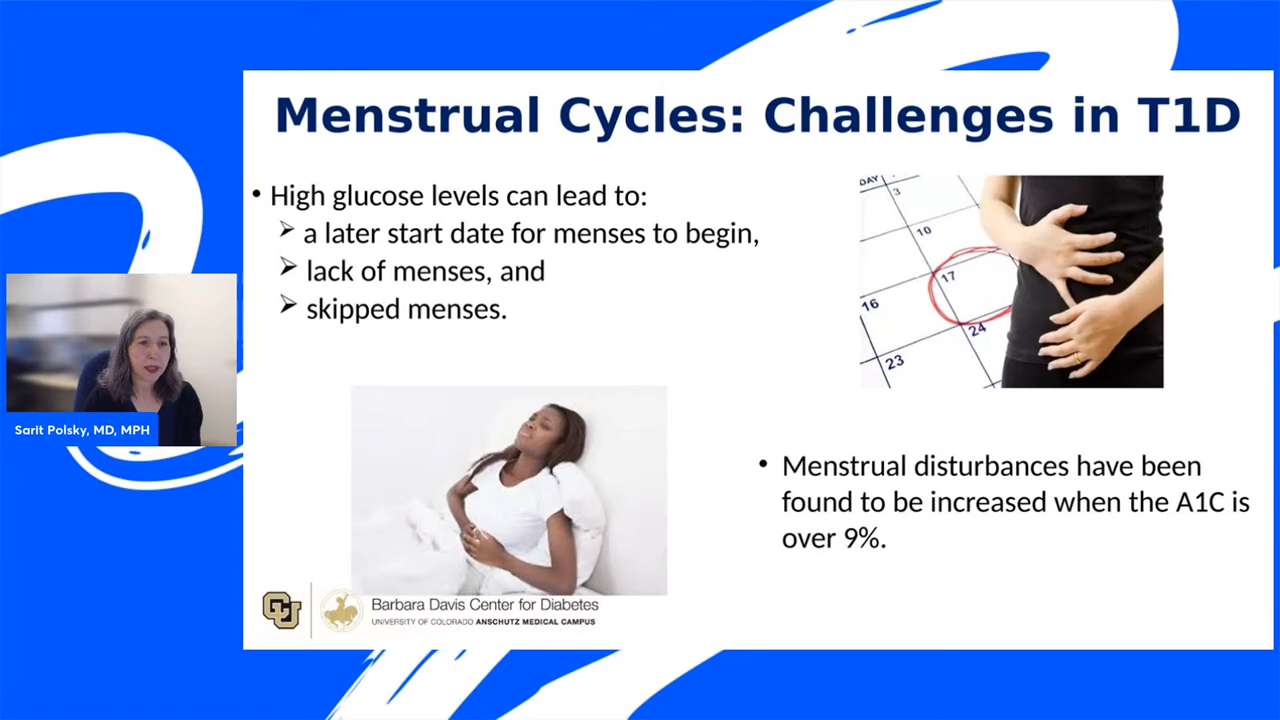 Menstrual Cycles: Challenges in T1D
• High glucose levels can lead to:
➢ a later start date for menses to begin,
➢ lack of menses, and
➢ skipped menses.
DAY
3
10
17
16
24
23
Sarit Polsky, MD, MPH
• Menstrual disturbances have been
found to be increased when the A1C is
over 9%.
CU
Barbara Davis Center for Diabetes
UNIVERSITY OF COLORADO ANSCHUTZ MEDICAL CAMPUS